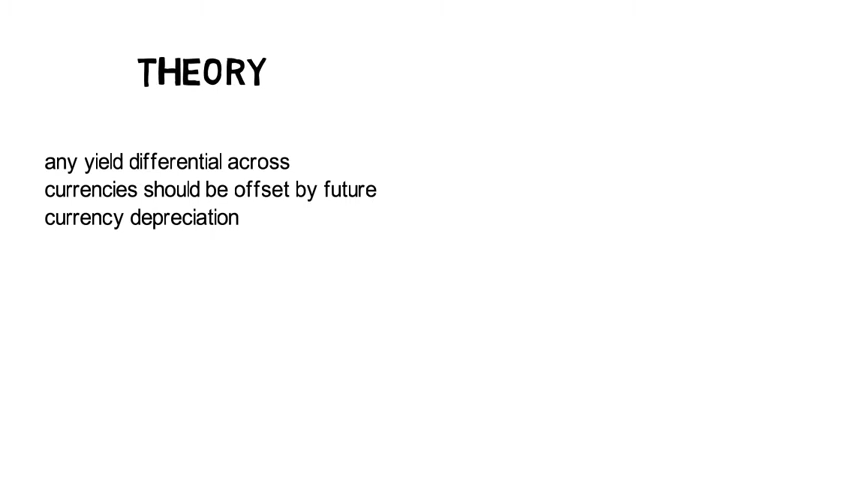 THEORY
any yield differential across
currencies should be offset by future
currency depreciation